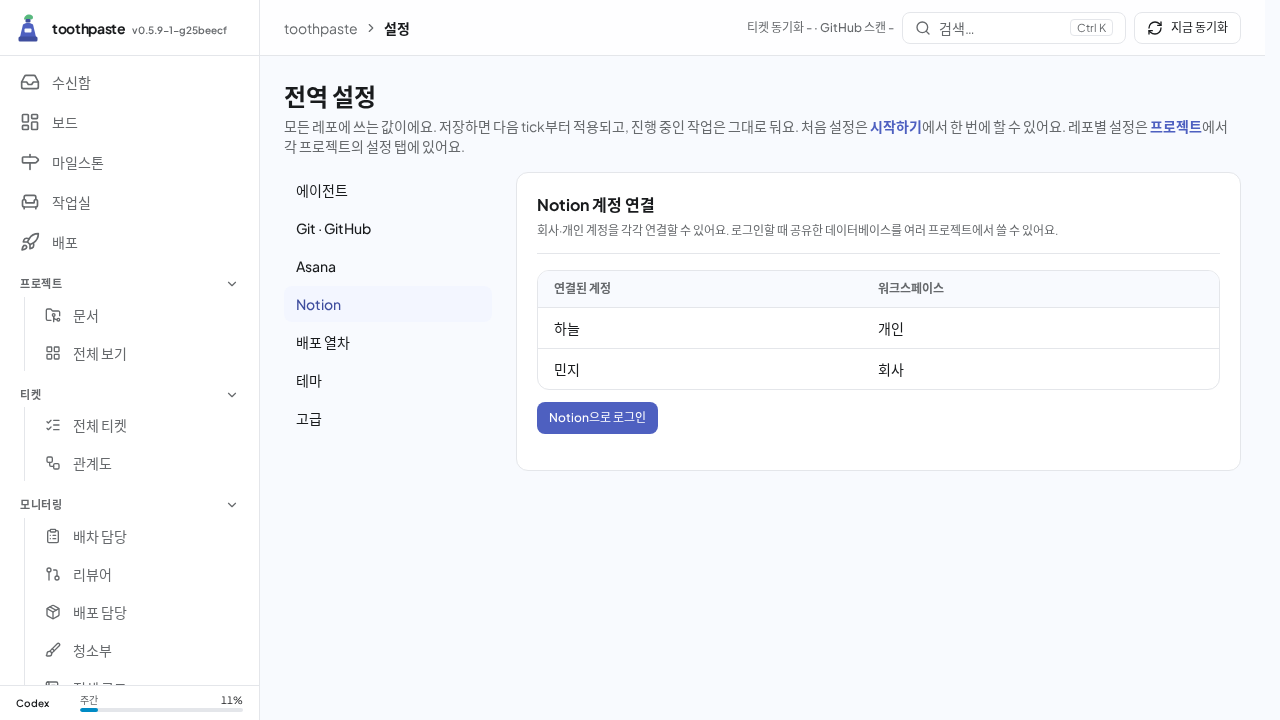 toothpaste v0.5.9-1-g25beecf
수신함
보드
마일스톤
작업실
배포
프로젝트
문서
전체 보기
티켓
전체 티켓
관계도
모니터링
배차 담당
리뷰어
배포 담당
청소부
Codex 주간 11%
toothpaste > 설정
티켓 동기화 - · GitHub 스캔 -
검색... Ctrl K
지금 동기화
전역 설정
모든 레포에 쓰는 값이에요. 저장하면 다음 tick부터 적용되고, 진행 중인 작업은 그대로 둬요. 처음 설정은 시작하기에서 한 번에 할 수 있어요. 레포별 설정은 프로젝트에서
각 프로젝트의 설정 탭에 있어요.
에이전트
Git · GitHub
Asana
Notion
배포 열차
테마
고급
Notion 계정 연결
회사·개인 계정을 각각 연결할 수 있어요. 로그인할 때 공유한 데이터베이스를 여러 프로젝트에서 쓸 수 있어요.
연결된 계정 워크스페이스
하늘 개인
민지 회사
Notion으로 로그인